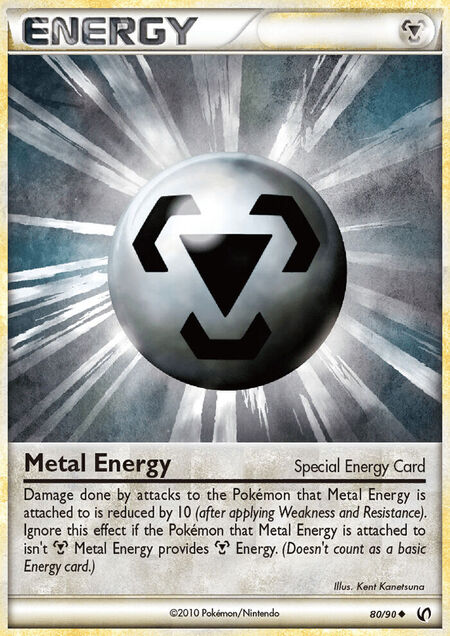 ENERGY
Metal Energy Special Energy Card
Damage done by attacks to the Pokémon that Metal Energy is
attached to is reduced by 10 (after applying Weakness and Resistance).
Ignore this effect if the Pokémon that Metal Energy is attached to
isn't Metal Energy provides Energy. (Doesn't count as a basic
Energy card.)
Illus. Kent Kanetsuna
©2010 Pokémon/Nintendo 80/90